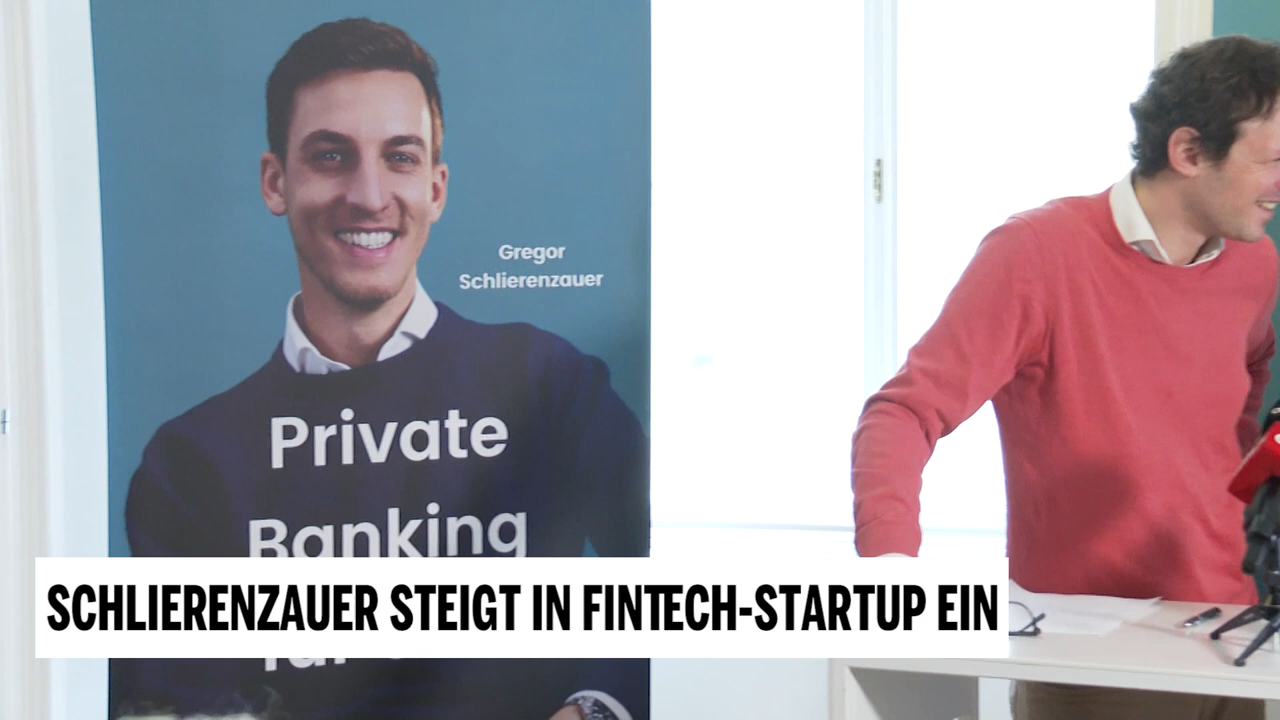 Gregor
Schlierenzauer
Private
Banking
SCHLIERENZAUER STEIGT IN FINTECH-STARTUP EIN